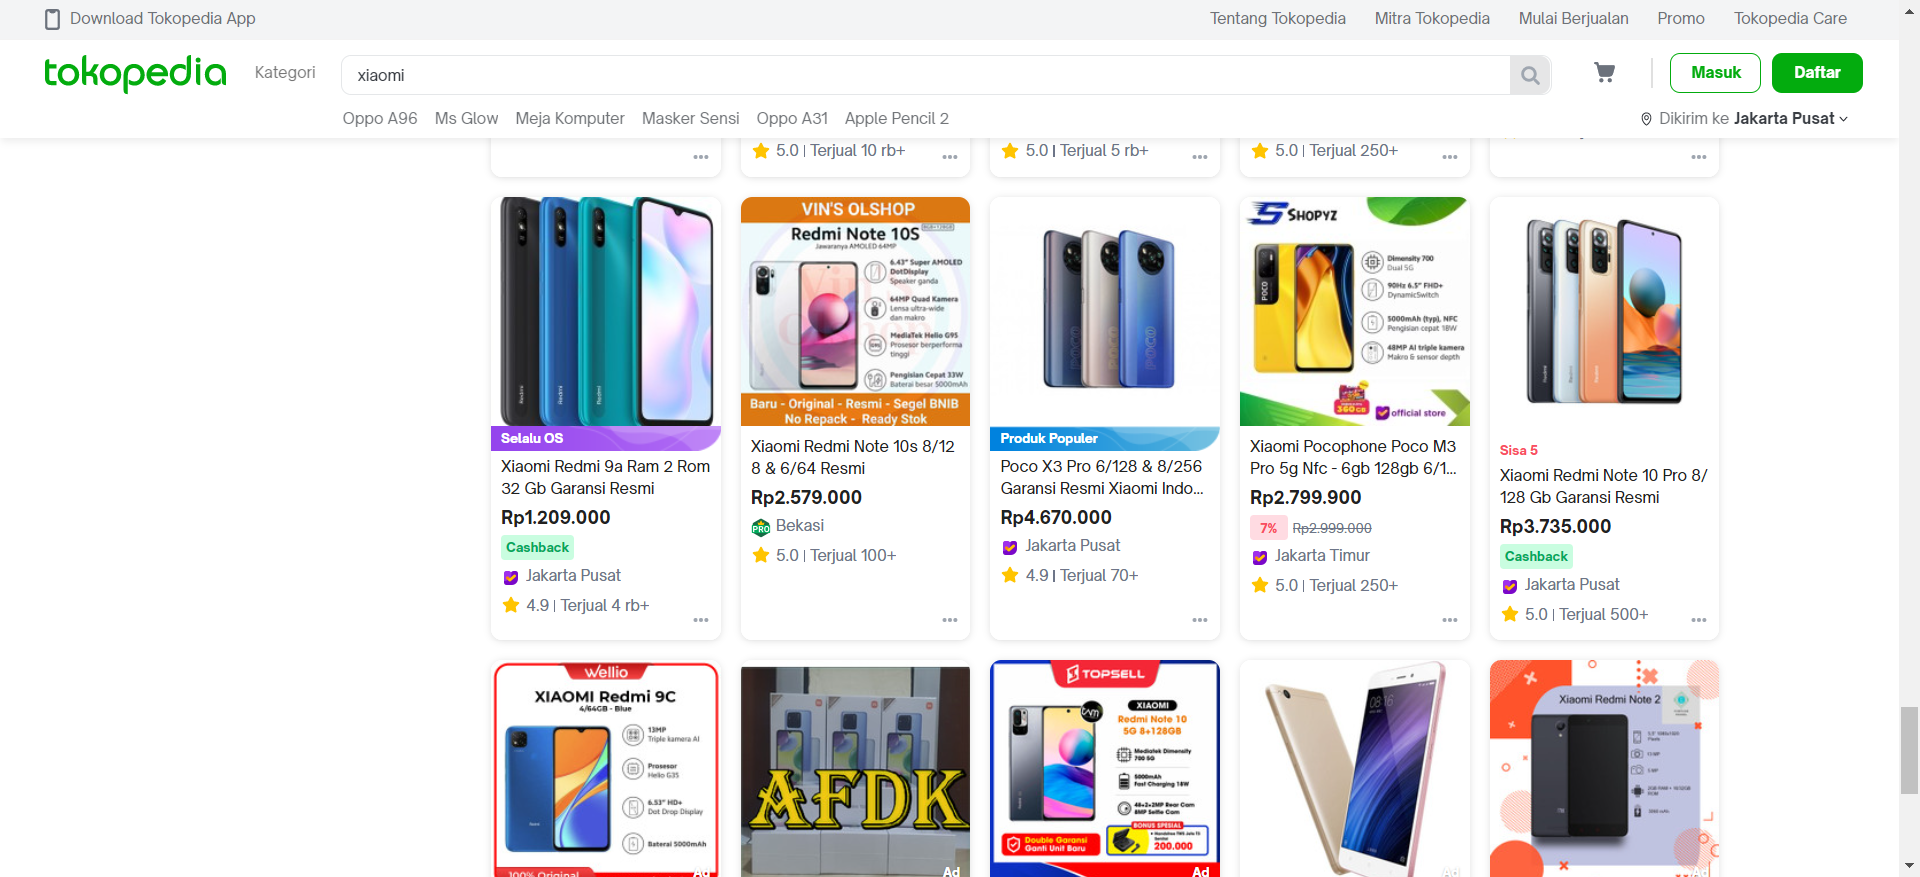 Download Tokopedia App
Tentang Tokopedia
Mitra Tokopedia
Mulai Berjualan
Promo
Tokopedia Care
tokopedia
Kategori
xiaomi
Masuk
Daftar
Oppo A96
Ms Glow
Meja Komputer
Masker Sensi
Oppo A31
Apple Pencil 2
Dikirim ke Jakarta Pusat
5.0 | Terjual 10 rb+
5.0 | Terjual 5 rb+
5.0 | Terjual 250+
Redmi
Redmi
Redmi
Selalu OS
Xiaomi Redmi 9a Ram 2 Rom
32 Gb Garansi Resmi
Rp1.209.000
Cashback
Jakarta Pusat
4.9 | Terjual 4 rb+
VIN'S OLSHOP
Redmi Note 10S
Jawaranya AMOLED 64MP
6.43" Super AMOLED
DotDisplay
Speaker ganda
64MP Quad Kamera
Lensa ultra-wide
dan makro
MediaTek Helio G95
Prosesor berperforma
tinggi
Pengisian Cepat 33W
Baterai besar 5000mAh
Baru - Original - Resmi - Segel BNIB
No Repack - Ready Stok
Xiaomi Redmi Note 10s 8/12
8 & 6/64 Resmi
Rp2.579.000
PRO
Bekasi
5.0 | Terjual 100+
POCO
POCO
POCO
Produk Populer
Poco X3 Pro 6/128 & 8/256
Garansi Resmi Xiaomi Indo...
Rp4.670.000
Jakarta Pusat
4.9 | Terjual 70+
SHOPYZ
POCO
Dimensity 700
Dual 5G
90Hz 6.5" FHD+
DynamicSwitch
5000mAh (typ), NFC
Pengisian cepat 18W
48MP AI triple kamera
Makro & sensor depth
360GB
official store
Xiaomi Pocophone Poco M3
Pro 5g Nfc - 6gb 128gb 6/1...
Rp2.799.900
7%
Rp2.999.000
Jakarta Timur
5.0 | Terjual 250+
Sisa 5
Xiaomi Redmi Note 10 Pro 8/
128 Gb Garansi Resmi
Rp3.735.000
Cashback
Jakarta Pusat
5.0 | Terjual 500+
Wellio
XIAOMI Redmi 9C
4/64GB - Blue
13MP
Triple kamera AI
Prosesor
Helio G35
6.53" HD+
Dot Drop Display
Baterai 5000mAh
100% Original
Ad
AFDK
Ad
TOPSELL
XIAOMI
Redmi Note 10
5G 8+128GB
Mediatek Dimensity
700 5G
5000mAh
Fast Charging 18W
48+2+2MP Rear Cam
8MP Selfie Cam
Double Garansi
Ganti Unit Baru
BONUS SPESIAL
200.000
Ad
08:16
Ad
Xiaomi Redmi Note 2
Ad